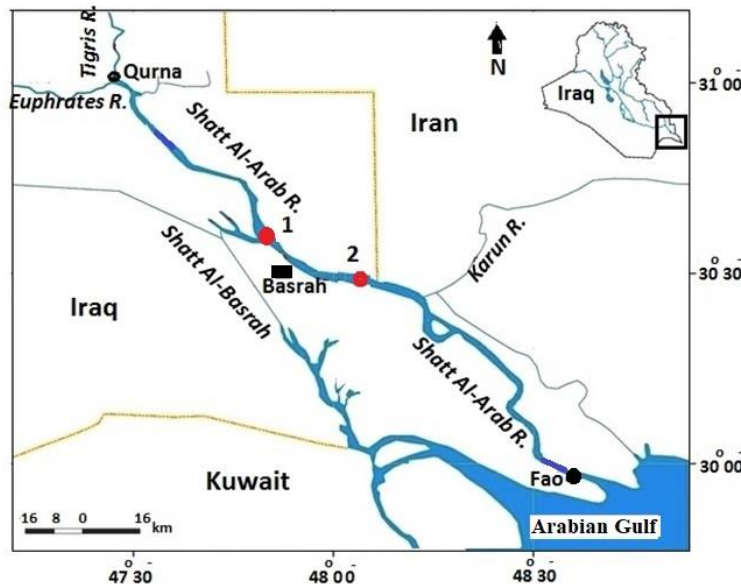 Tigris R.
Qurna
Euphrates R.
Shatt Al-Arab R.
Iran
N
Iraq
31° 00-
1
2
Basrah
Karun R.
30° 30-
Iraq
Shatt Al-Basrah
Shatt Al-Arab R.
Kuwait
Fao
30° 00-
Arabian Gulf
16 8 0 16
km
47° 30-
48° 0-
48° 30-